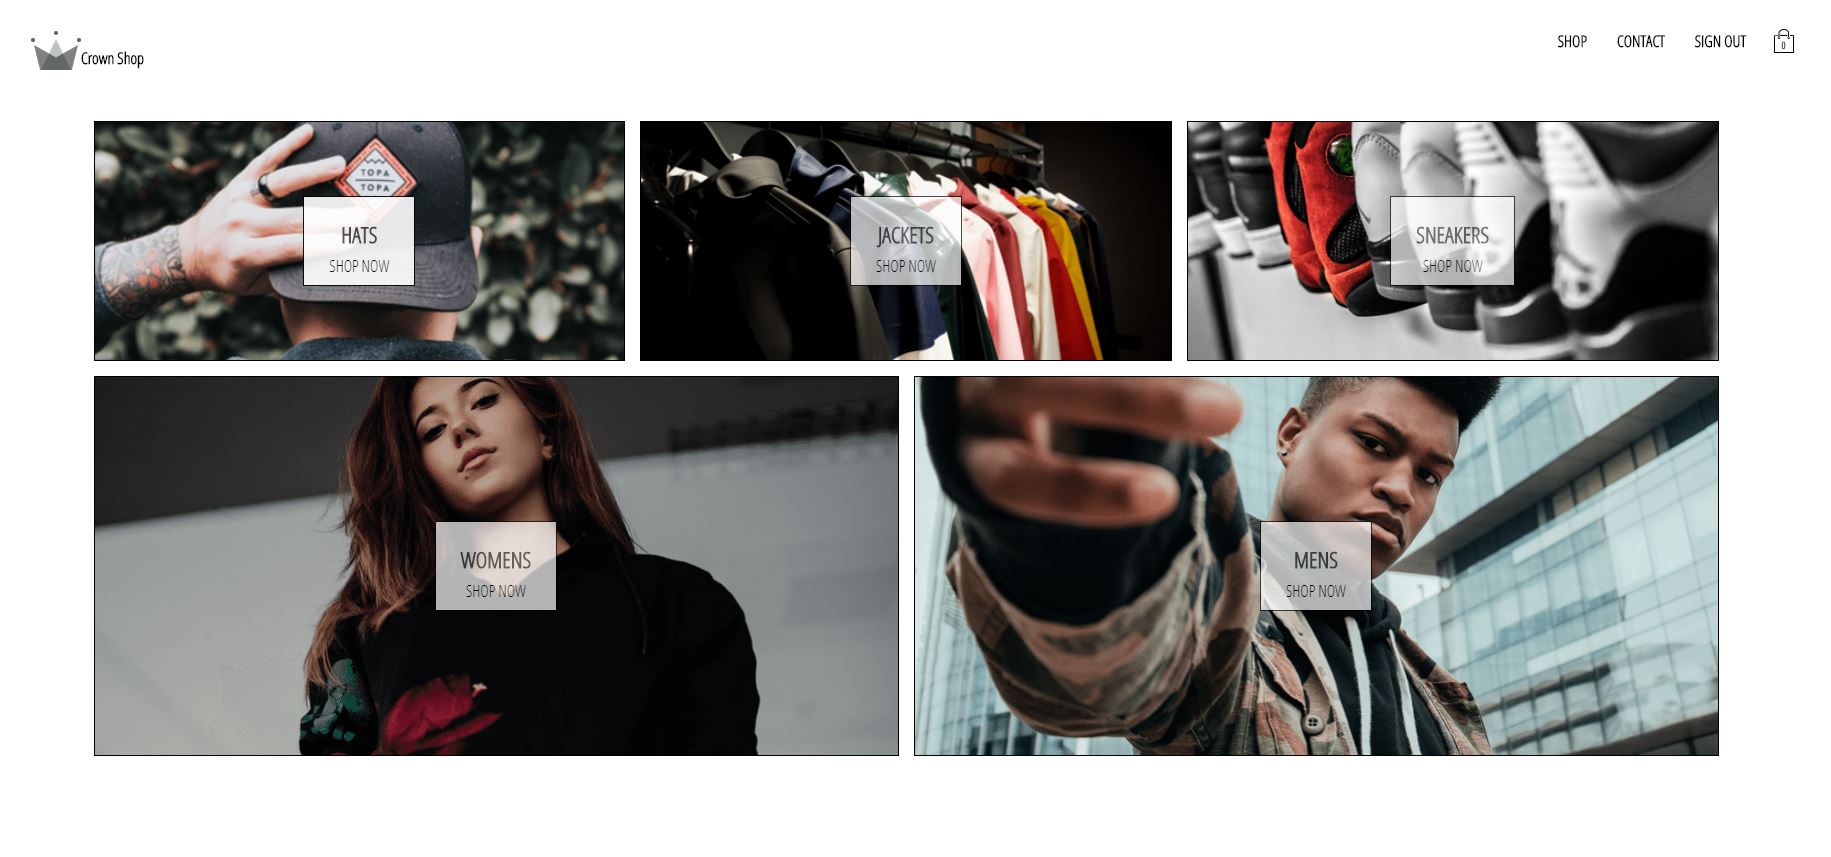 Crown Shop
SHOP
CONTACT
SIGN OUT
0
TOPA
TOPA
HATS
SHOP NOW
JACKETS
SHOP NOW
SNEAKERS
SHOP NOW
WOMENS
SHOP NOW
MENS
SHOP NOW